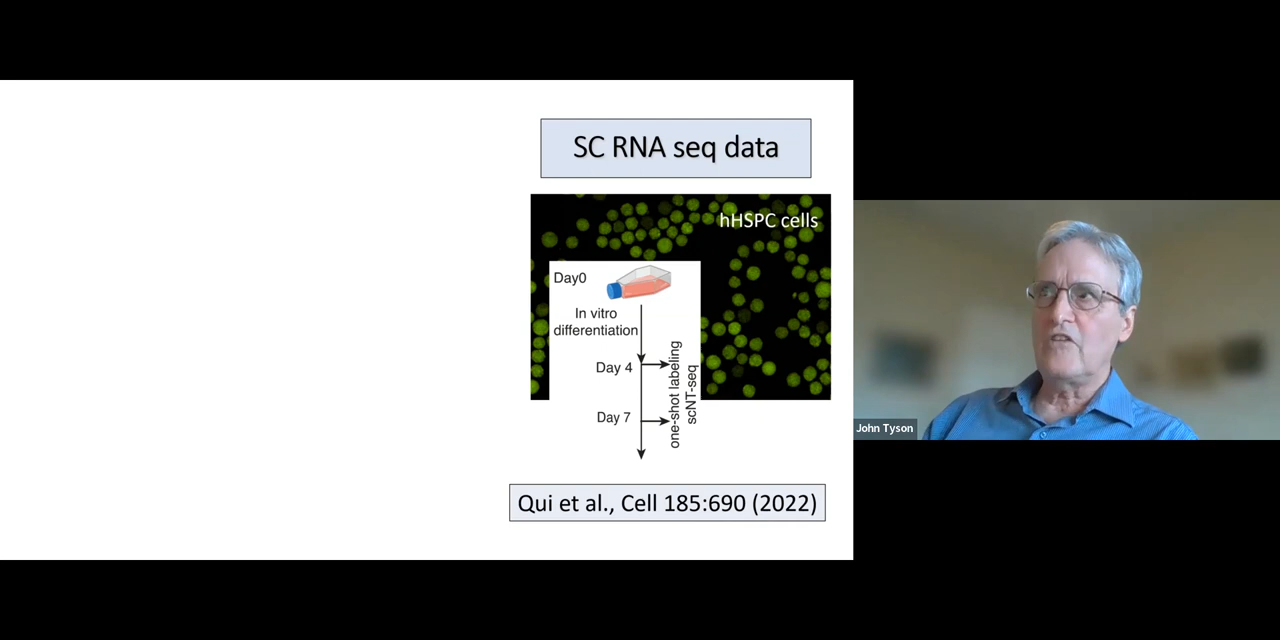 SC RNA seq data
hHSPC cells
Day0
In vitro
differentiation
Day 4
Day 7
one-shot labeling
scNT-seq
Qui et al., Cell 185:690 (2022)
John Tyson